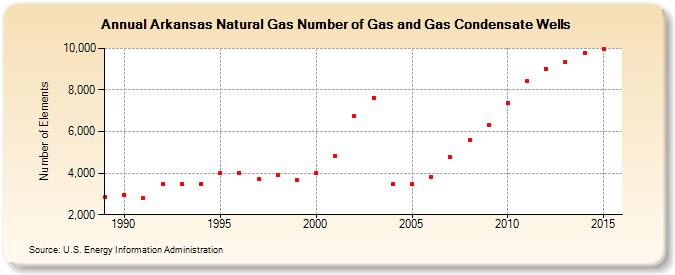 Annual Arkansas Natural Gas Number of Gas and Gas Condensate Wells
Number of Elements
10,000
8,000
6,000
4,000
2,000
1990 1995 2000 2005 2010 2015
Source: U.S. Energy Information Administration